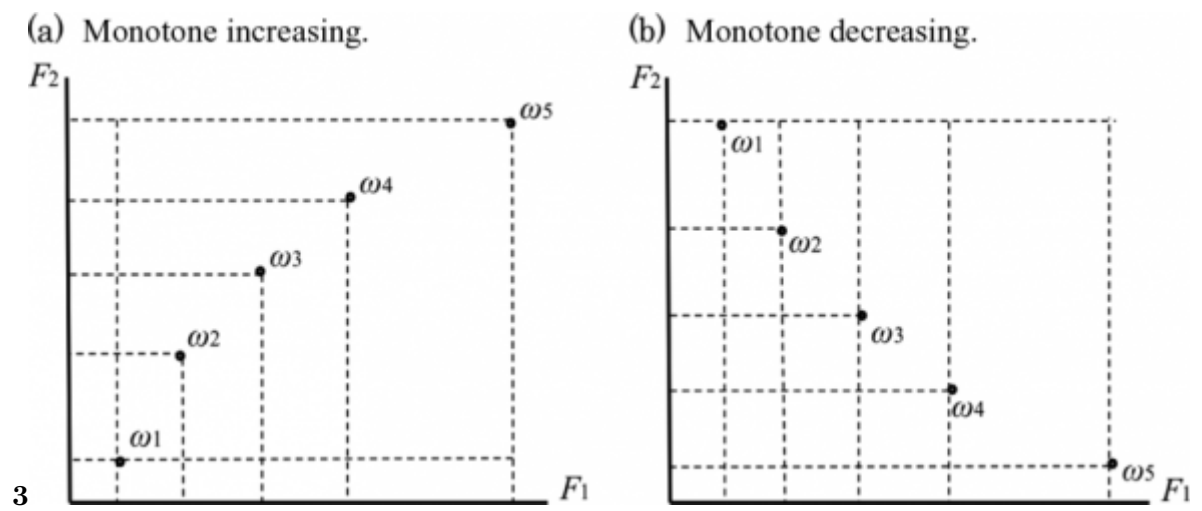 (a) Monotone increasing.
F2
ω5
ω4
ω3
ω2
ω1
F1
(b) Monotone decreasing.
F2
ω1
ω2
ω3
ω4
ω5
F1
3